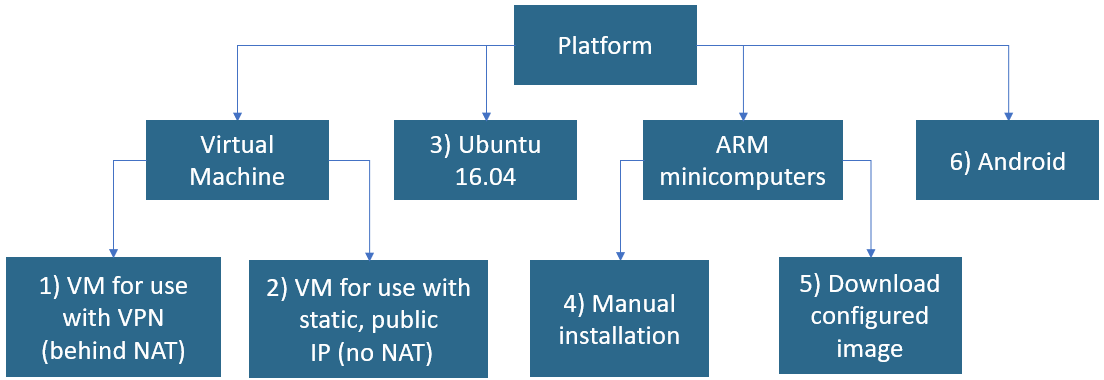 Platform
Virtual
Machine
3) Ubuntu
16.04
ARM
minicomputers
6) Android
1) VM for use
with VPN
(behind NAT)
2) VM for use with
static, public
IP (no NAT)
4) Manual
installation
5) Download
configured
image